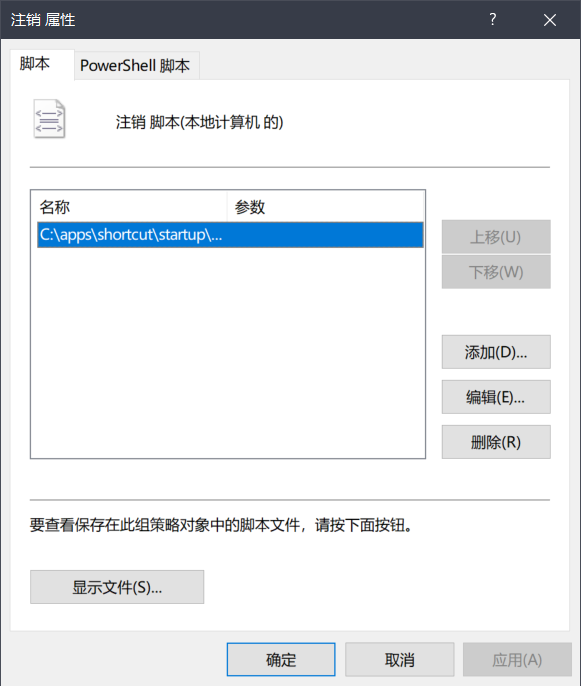 注销 属性
?
脚本
PowerShell 脚本
注销 脚本(本地计算机 的)
名称
参数
C:\apps\shortcut\startup\...
上移(U)
下移(W)
添加(D)...
编辑(E)...
删除(R)
要查看保存在此组策略对象中的脚本文件，请按下面按钮。
显示文件(S)...
确定
取消
应用(A)